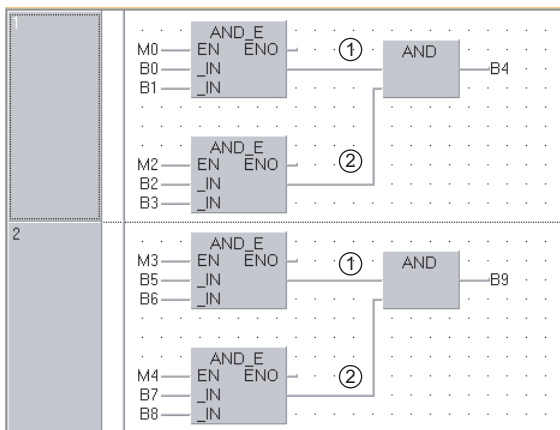 1
AND_E
M0 EN ENO ① AND
B0 _IN B4
B1 _IN
AND_E
M2 EN ENO ②
B2 _IN
B3 _IN
2
AND_E
M3 EN ENO ① AND
B5 _IN B9
B6 _IN
AND_E
M4 EN ENO ②
B7 _IN
B8 _IN